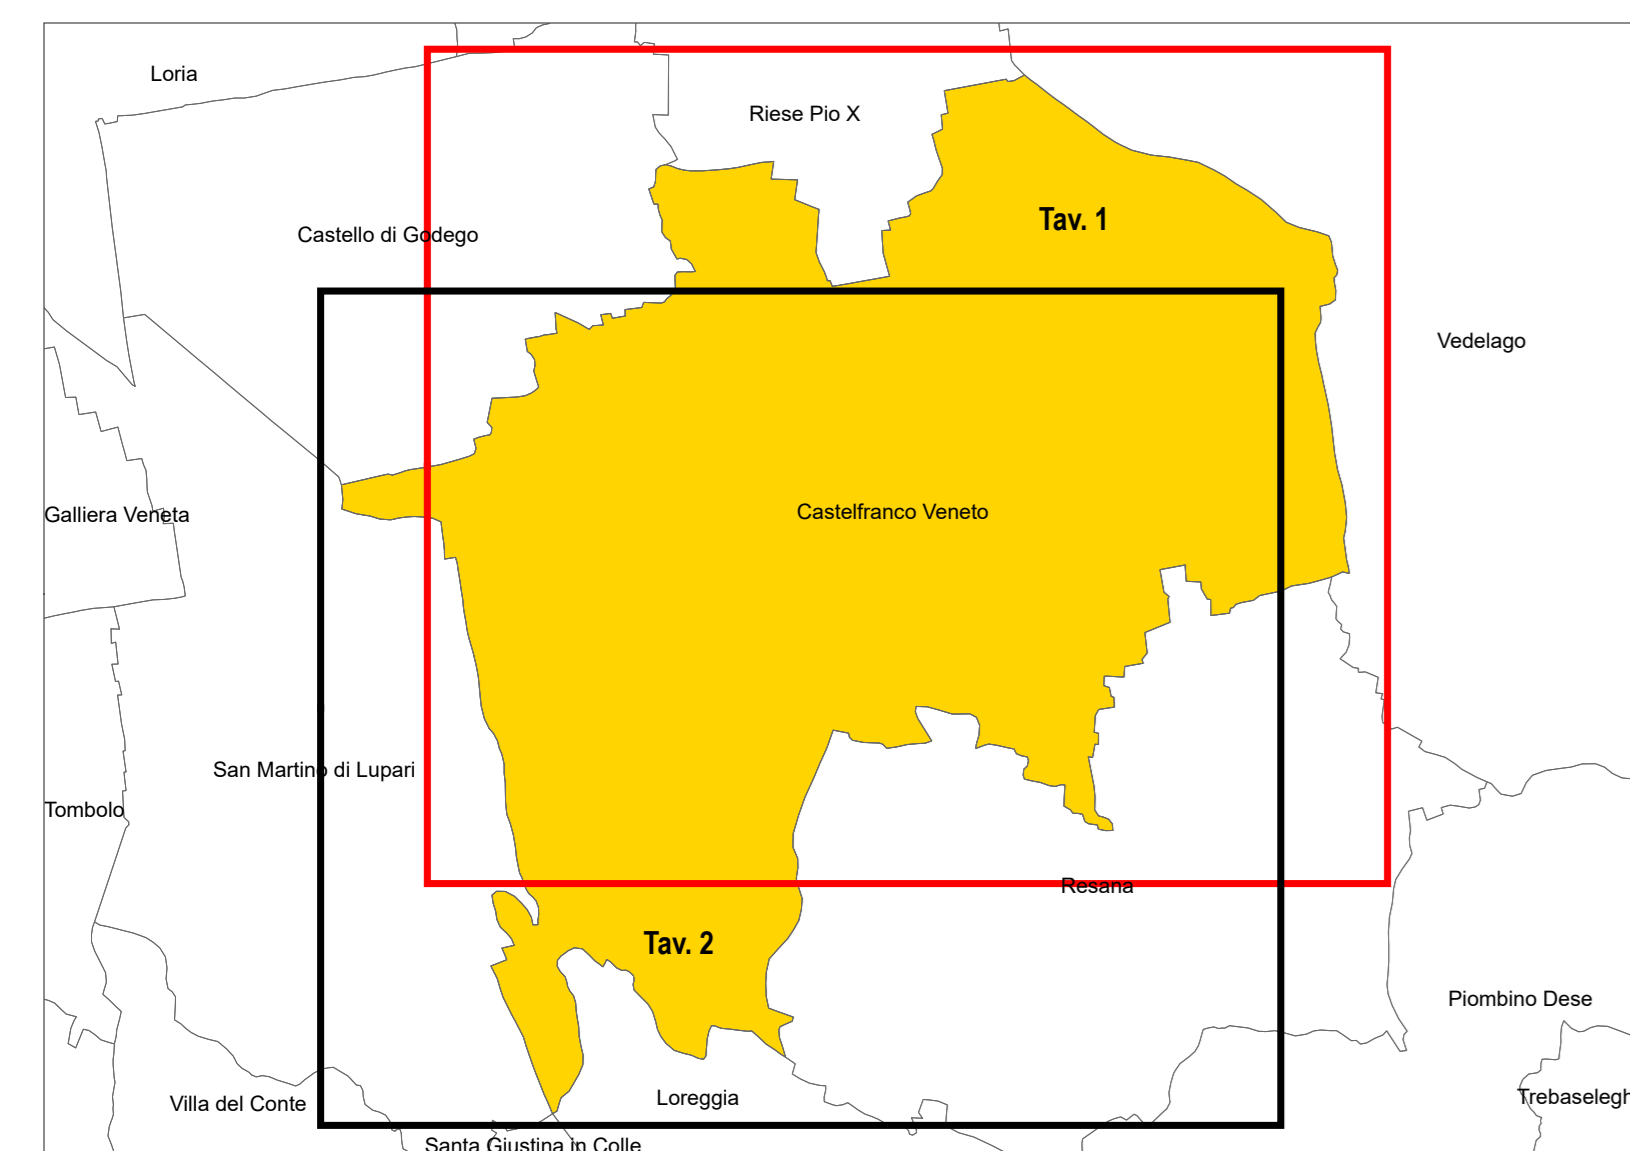 Loria
Riese Pio X
Tav. 1
Castello di Godego
Vedelago
Castelfranco Veneto
Galliera Veneta
San Martino di Lupari
Tombolo
Resana
Tav. 2
Piombino Dese
Loreggia
Villa del Conte
Trebaselegh
Santa Giustina in Colle